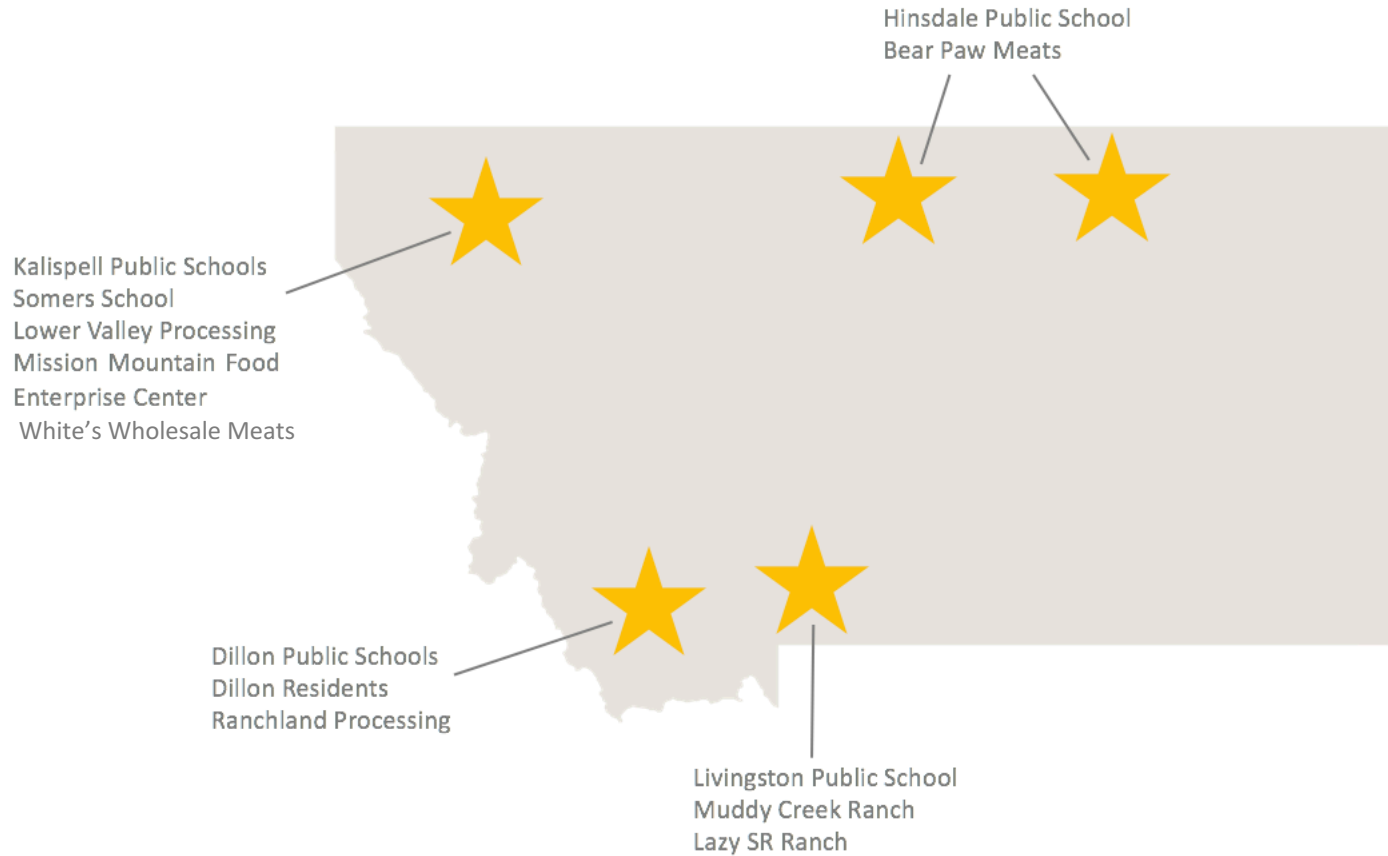 Hinsdale Public School
Bear Paw Meats
Kalispell Public Schools
Somers School
Lower Valley Processing
Mission Mountain Food
Enterprise Center
White’s Wholesale Meats
Dillon Public Schools
Dillon Residents
Ranchland Processing
Livingston Public School
Muddy Creek Ranch
Lazy SR Ranch